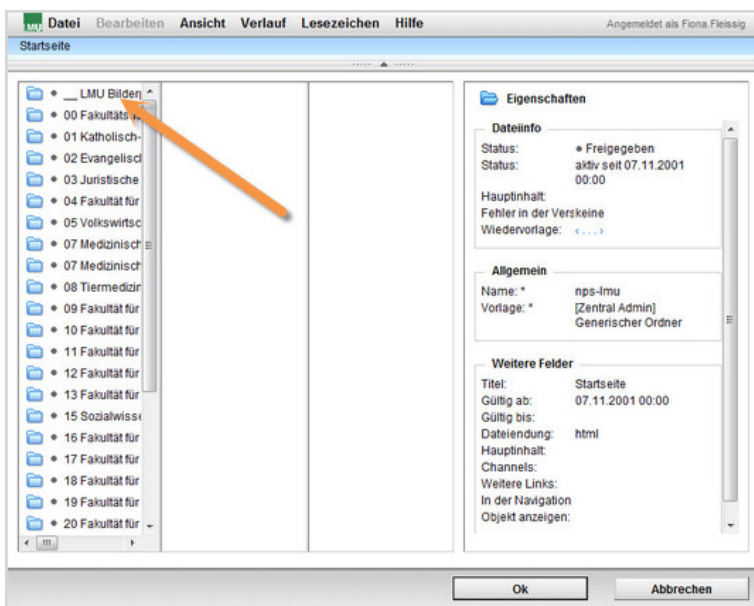 LMU Datei Bearbeiten Ansicht Verlauf Lesezeichen Hilfe Angemeldet als Fiona.Fleissig
Startseite
__ LMU Bilder
00 Fakultäts
01 Katholisch-
02 Evangelisc
03 Juristische
04 Fakultät für
05 Volkswirtsc
07 Medizinisch
07 Medizinisch
08 Tiermedizin
09 Fakultät für
10 Fakultät für
11 Fakultät für
12 Fakultät für
13 Fakultät für
15 Sozialwisse
16 Fakultät für
17 Fakultät für
18 Fakultät für
19 Fakultät für
20 Fakultät für
Eigenschaften
Dateiinfo
Status: Freigegeben
Status: aktiv seit 07.11.2001
00:00
Hauptinhalt:
Fehler in der Verskeine
Wiedervorlage: <...>
Allgemein
Name: * nps-lmu
Vorlage: * [Zentral Admin]
Generischer Ordner
Weitere Felder
Titel: Startseite
Gültig ab: 07.11.2001 00:00
Gültig bis:
Dateiendung: html
Hauptinhalt:
Channels:
Weitere Links:
In der Navigation
Objekt anzeigen:
Ok Abbrechen